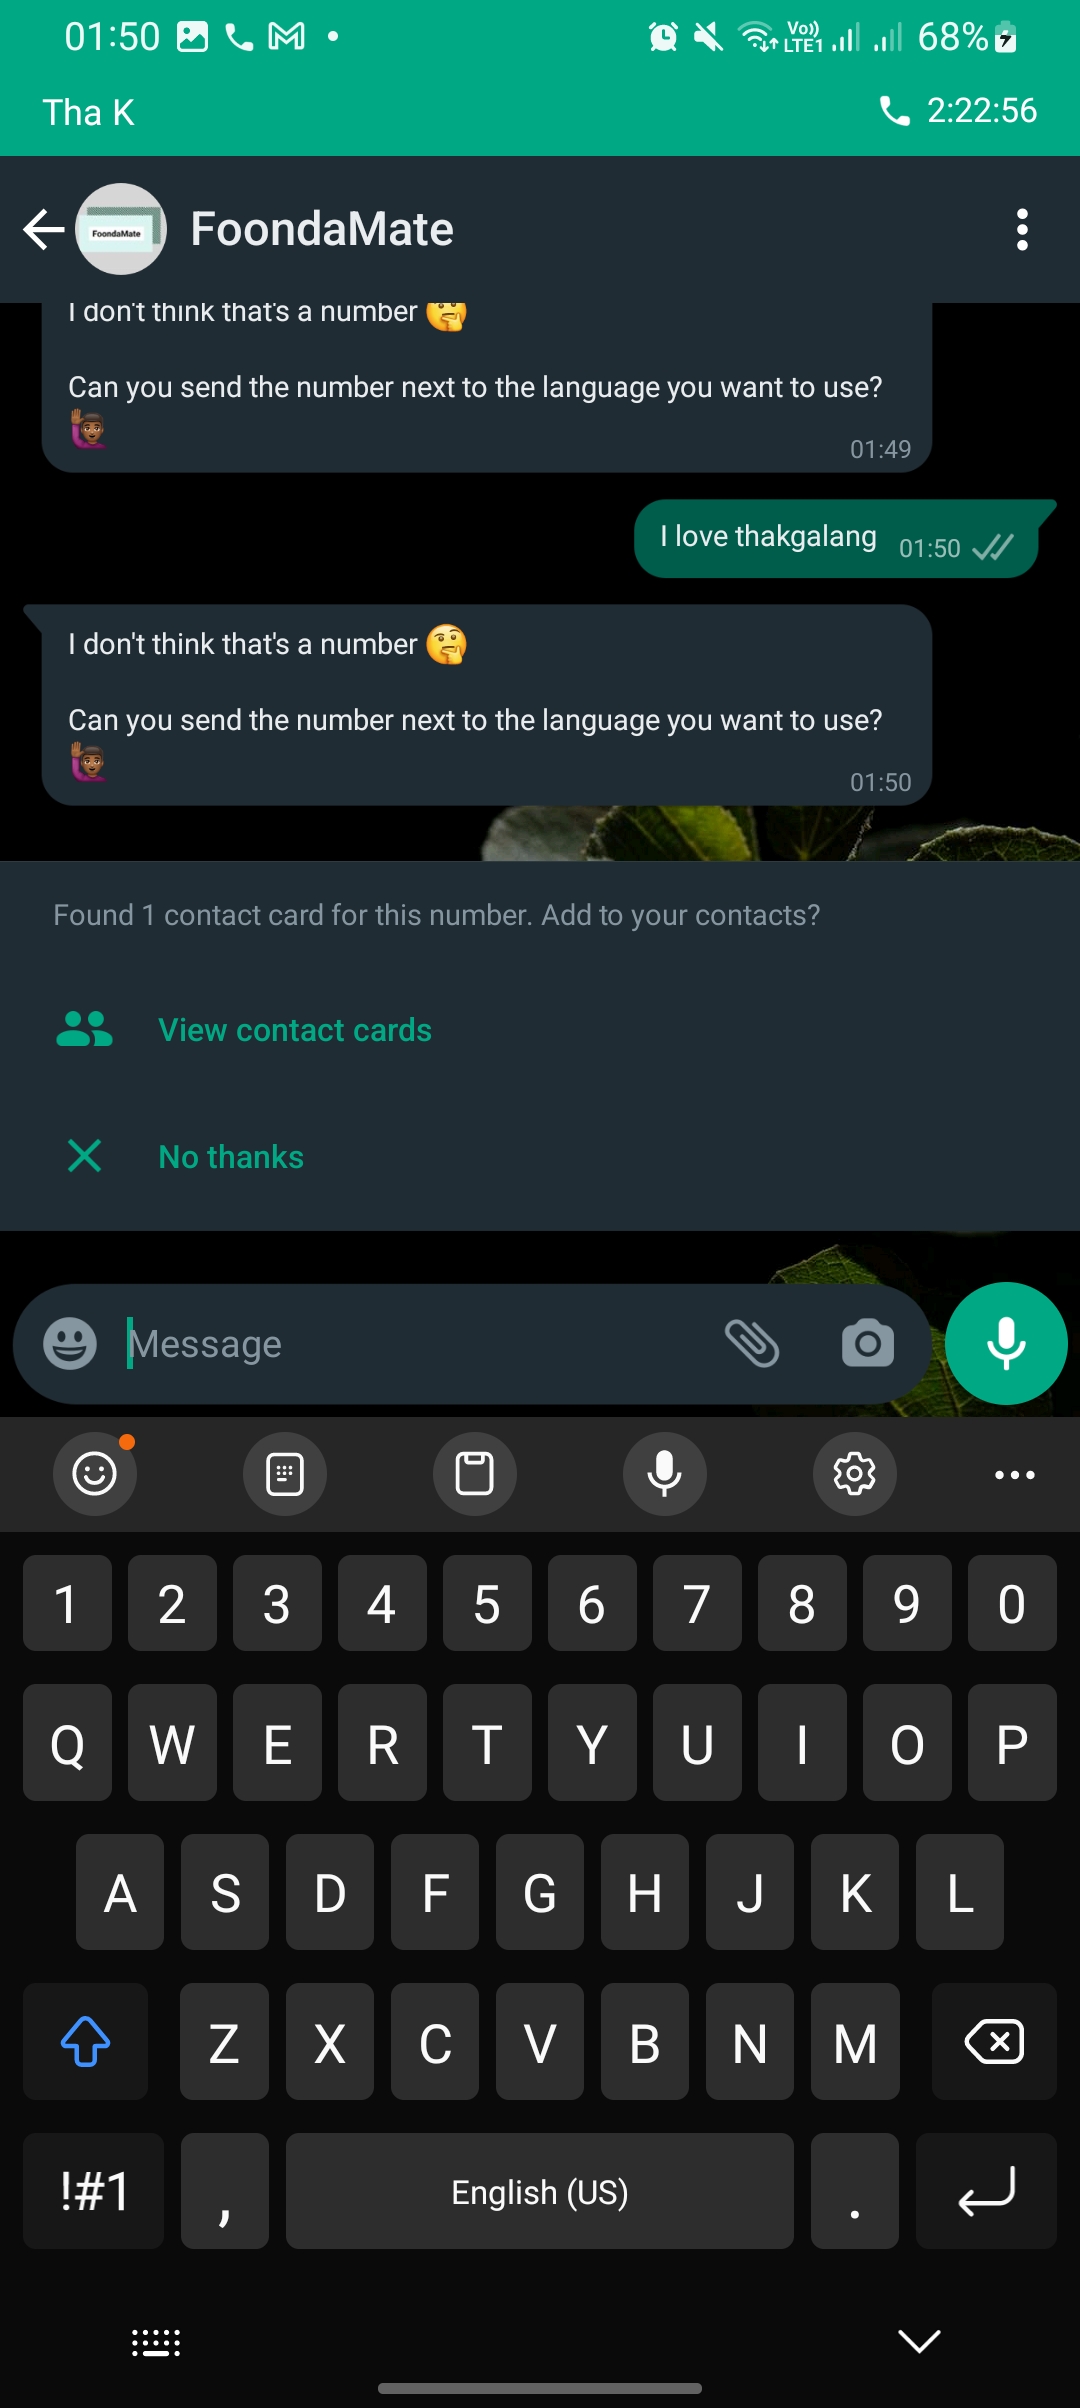 01:50
Vo)) LTE1 68%
Tha K 2:22:56
FoondaMate FoondaMate
I don't think that's a number 🤔
Can you send the number next to the language you want to use?
🙋🏾‍♂️
01:49
I love thakgalang 01:50
I don't think that's a number 🤔
Can you send the number next to the language you want to use?
🙋🏾‍♂️
01:50
Found 1 contact card for this number. Add to your contacts?
View contact cards
No thanks
Message
1 2 3 4 5 6 7 8 9 0
Q W E R T Y U I O P
A S D F G H J K L
Z X C V B N M
!#1 , English (US) .